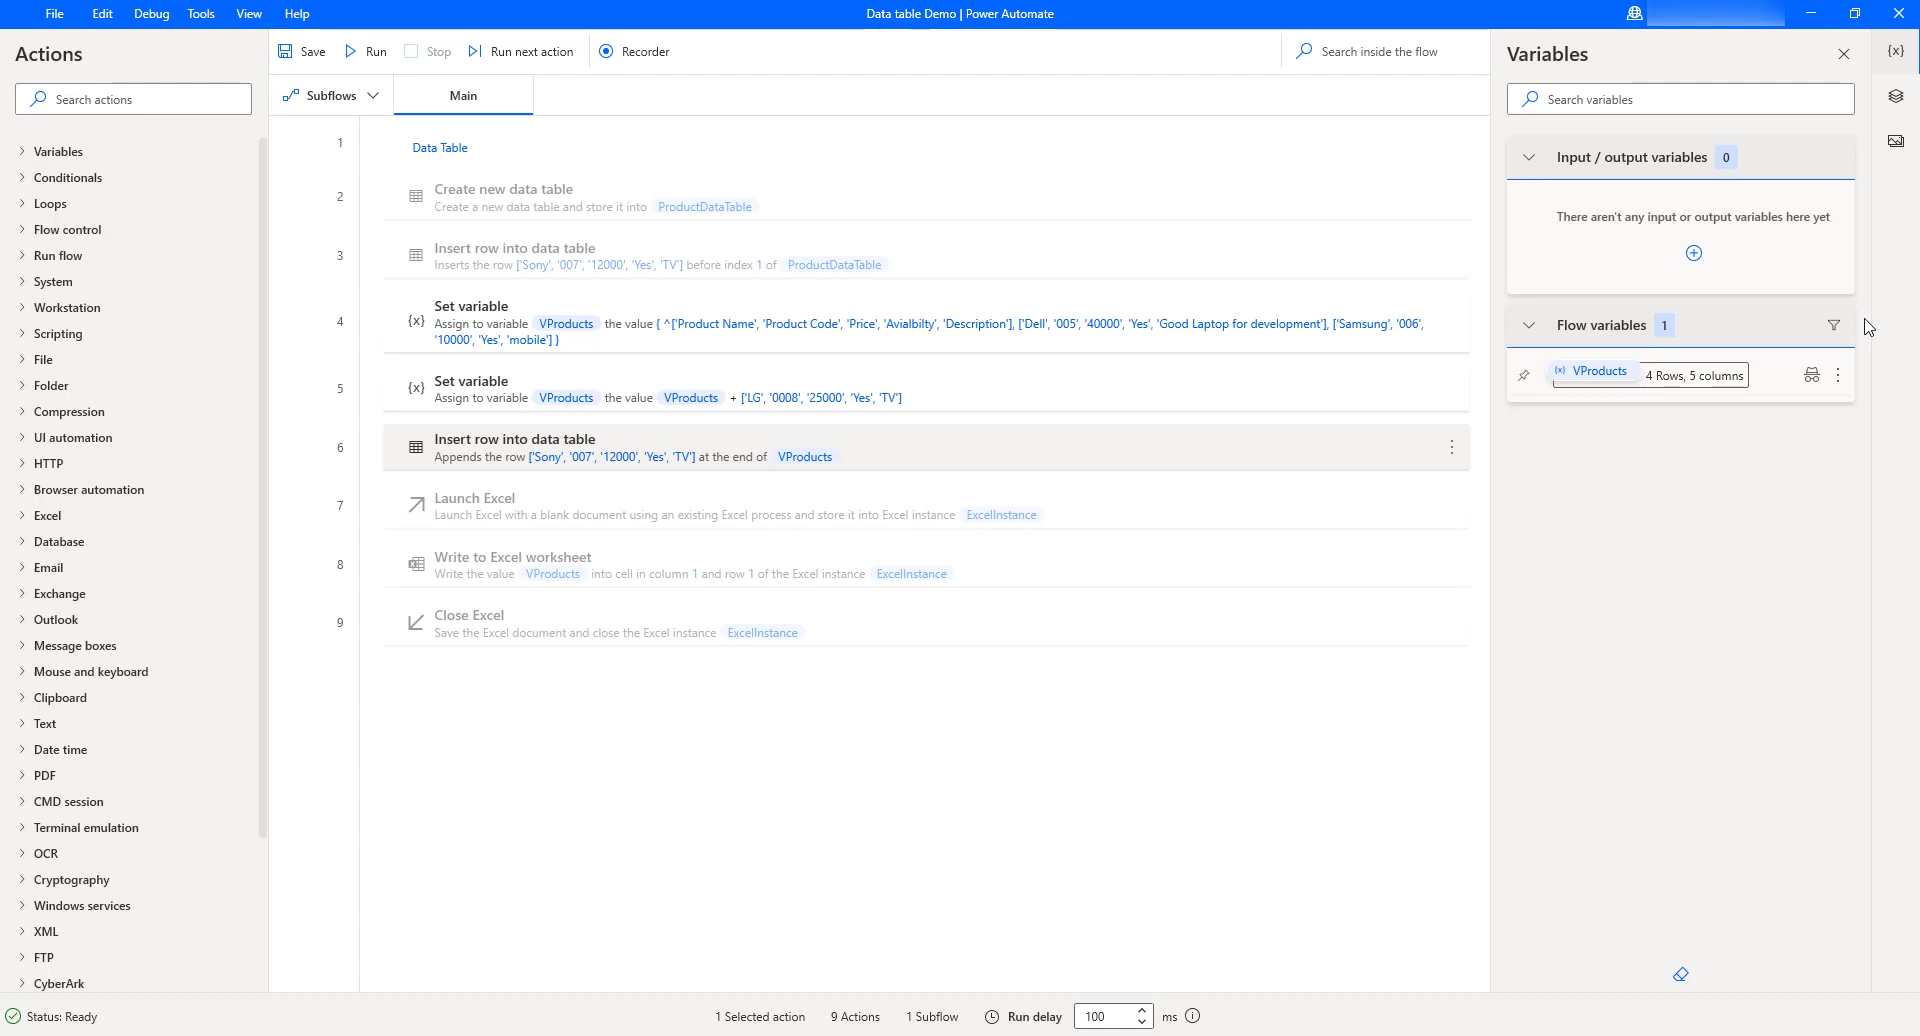 File Edit Debug Tools View Help
Data table Demo | Power Automate
Actions
Search actions
Variables
Conditionals
Loops
Flow control
Run flow
System
Workstation
Scripting
File
Folder
Compression
UI automation
HTTP
Browser automation
Excel
Database
Email
Exchange
Outlook
Message boxes
Mouse and keyboard
Clipboard
Text
Date time
PDF
CMD session
Terminal emulation
OCR
Cryptography
Windows services
XML
FTP
CyberArk
Save Run Stop Run next action Recorder
Search inside the flow
Subflows Main
1 Data Table
2 Create new data table
Create a new data table and store it into ProductDataTable
3 Insert row into data table
Inserts the row ['Sony', '007', '12000', 'Yes', 'TV'] before index 1 of ProductDataTable
4 {x} Set variable
Assign to variable VProducts the value { ^['Product Name', 'Product Code', 'Price', 'Avialbilty', 'Description'], ['Dell', '005', '40000', 'Yes', 'Good Laptop for development'], ['Samsung', '006',
'10000', 'Yes', 'mobile'] }
5 {x} Set variable
Assign to variable VProducts the value VProducts + ['LG', '0008', '25000', 'Yes', 'TV']
6 Insert row into data table
Appends the row ['Sony', '007', '12000', 'Yes', 'TV'] at the end of VProducts
7 Launch Excel
Launch Excel with a blank document using an existing Excel process and store it into Excel instance ExcelInstance
8 Write to Excel worksheet
Write the value VProducts into cell in column 1 and row 1 of the Excel instance ExcelInstance
9 Close Excel
Save the Excel document and close the Excel instance ExcelInstance
Variables
{x}
Search variables
Input / output variables 0
There aren't any input or output variables here yet
Flow variables 1
(x) VProducts 4 Rows, 5 columns
Status: Ready
1 Selected action 9 Actions 1 Subflow Run delay 100 ms